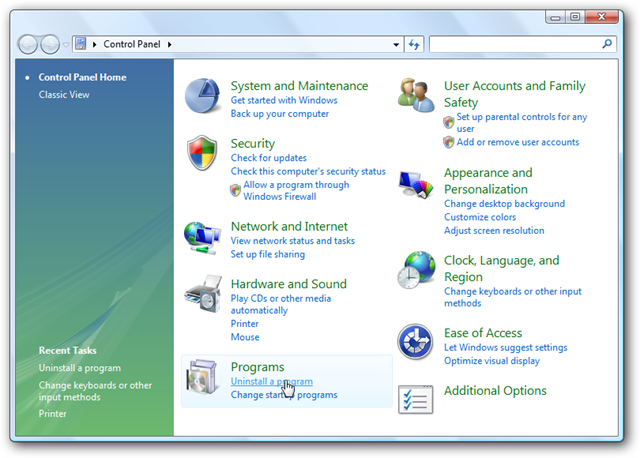 Control Panel
Control Panel Home
Classic View
System and Maintenance
Get started with Windows
Back up your computer
Security
Check for updates
Check this computer's security status
Allow a program through
Windows Firewall
Network and Internet
View network status and tasks
Set up file sharing
Hardware and Sound
Play CDs or other media
automatically
Printer
Mouse
Programs
Uninstall a program
Change startup programs
User Accounts and Family
Safety
Set up parental controls for any
user
Add or remove user accounts
Appearance and
Personalization
Change desktop background
Customize colors
Adjust screen resolution
Clock, Language, and
Region
Change keyboards or other input
methods
Ease of Access
Let Windows suggest settings
Optimize visual display
Additional Options
Recent Tasks
Uninstall a program
Change keyboards or other
input methods
Printer